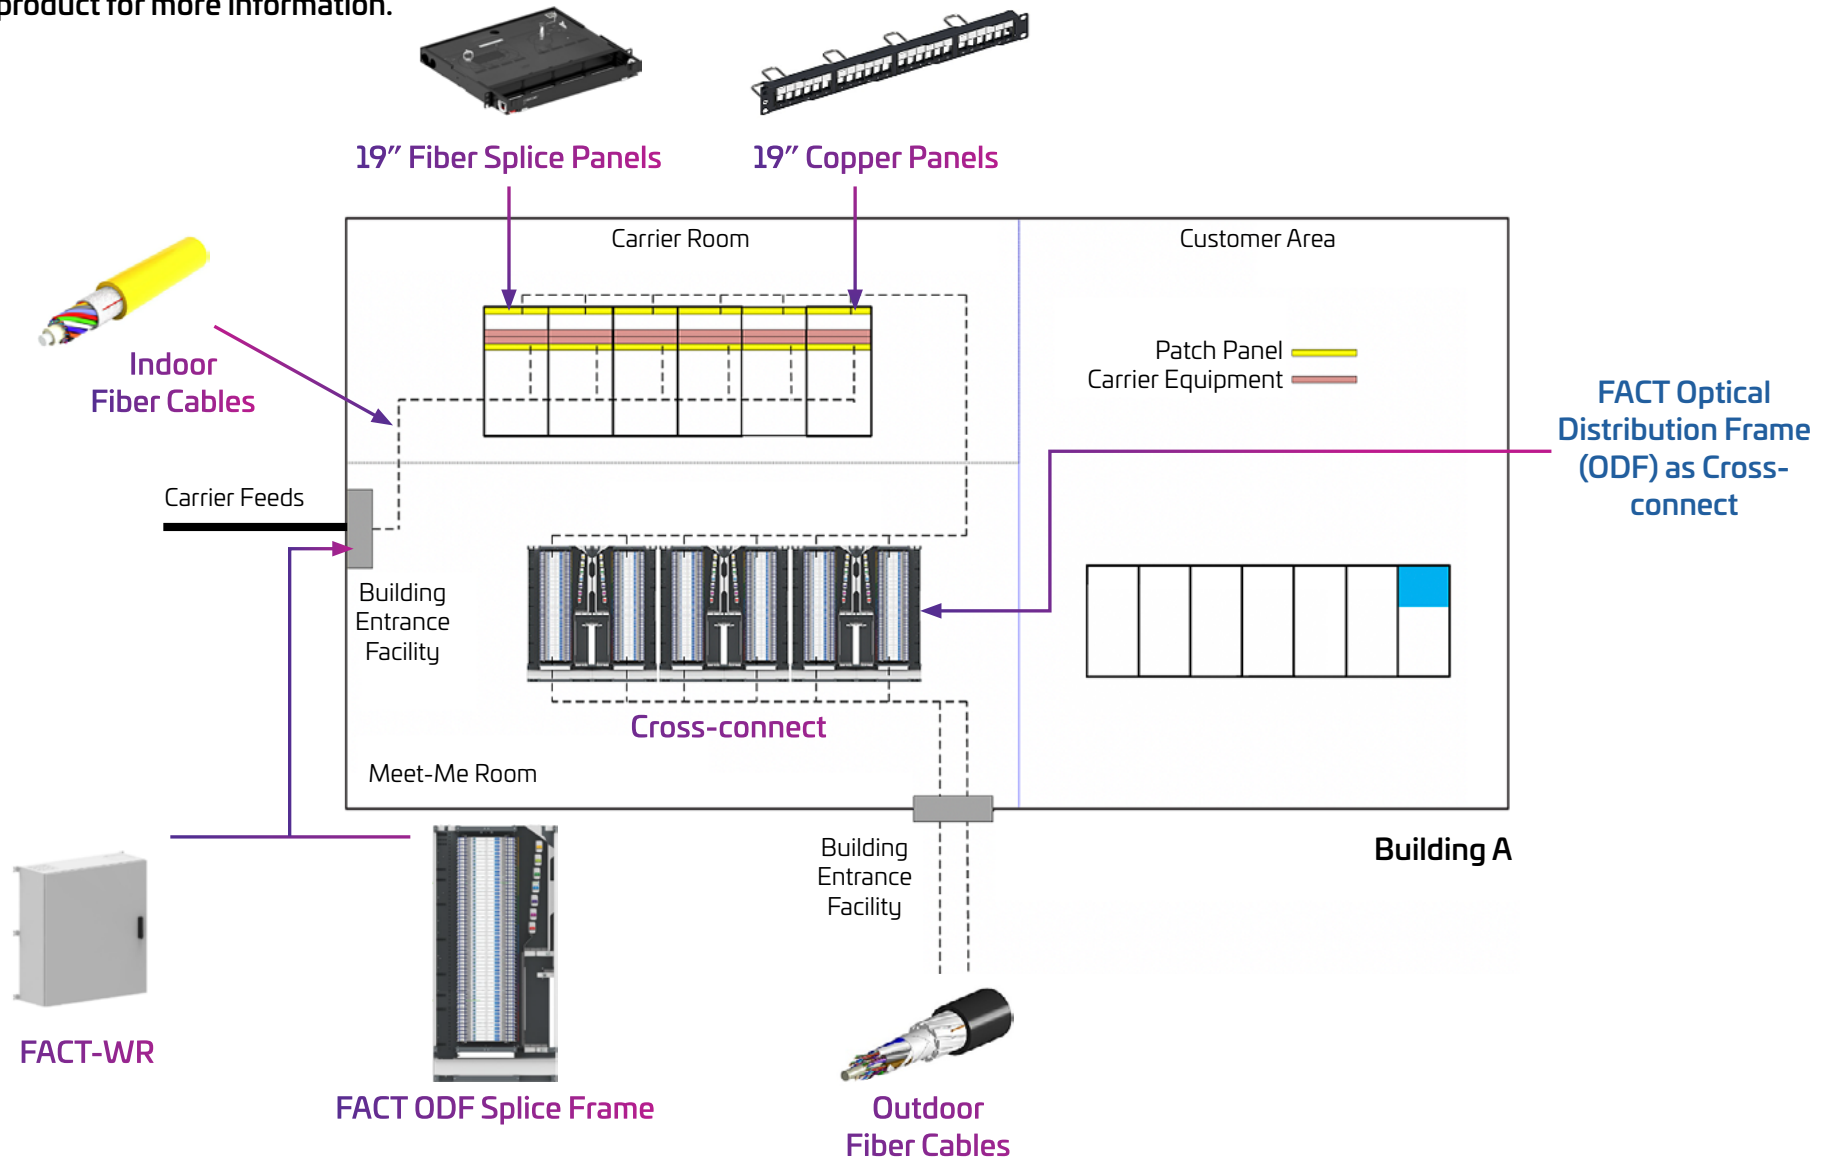 product for more information.
19” Fiber Splice Panels
19” Copper Panels
Carrier Room
Customer Area
Indoor
Fiber Cables
Patch Panel
Carrier Equipment
FACT Optical
Distribution Frame
(ODF) as Cross-
connect
Carrier Feeds
Building
Entrance
Facility
Cross-connect
Meet-Me Room
Building
Entrance
Facility
Building A
FACT-WR
FACT ODF Splice Frame
Outdoor
Fiber Cables